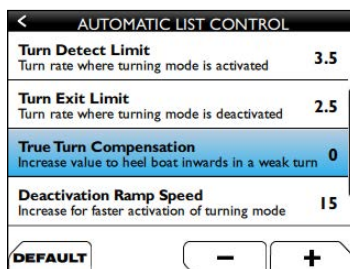 < AUTOMATIC LIST CONTROL
Turn Detect Limit
Turn rate where turning mode is activated
3.5
Turn Exit Limit
Turn rate where turning mode is deactivated
2.5
True Turn Compensation
Increase value to heel boat inwards in a weak turn
0
Deactivation Ramp Speed
Increase for faster activation of turning mode
15
DEFAULT
− +